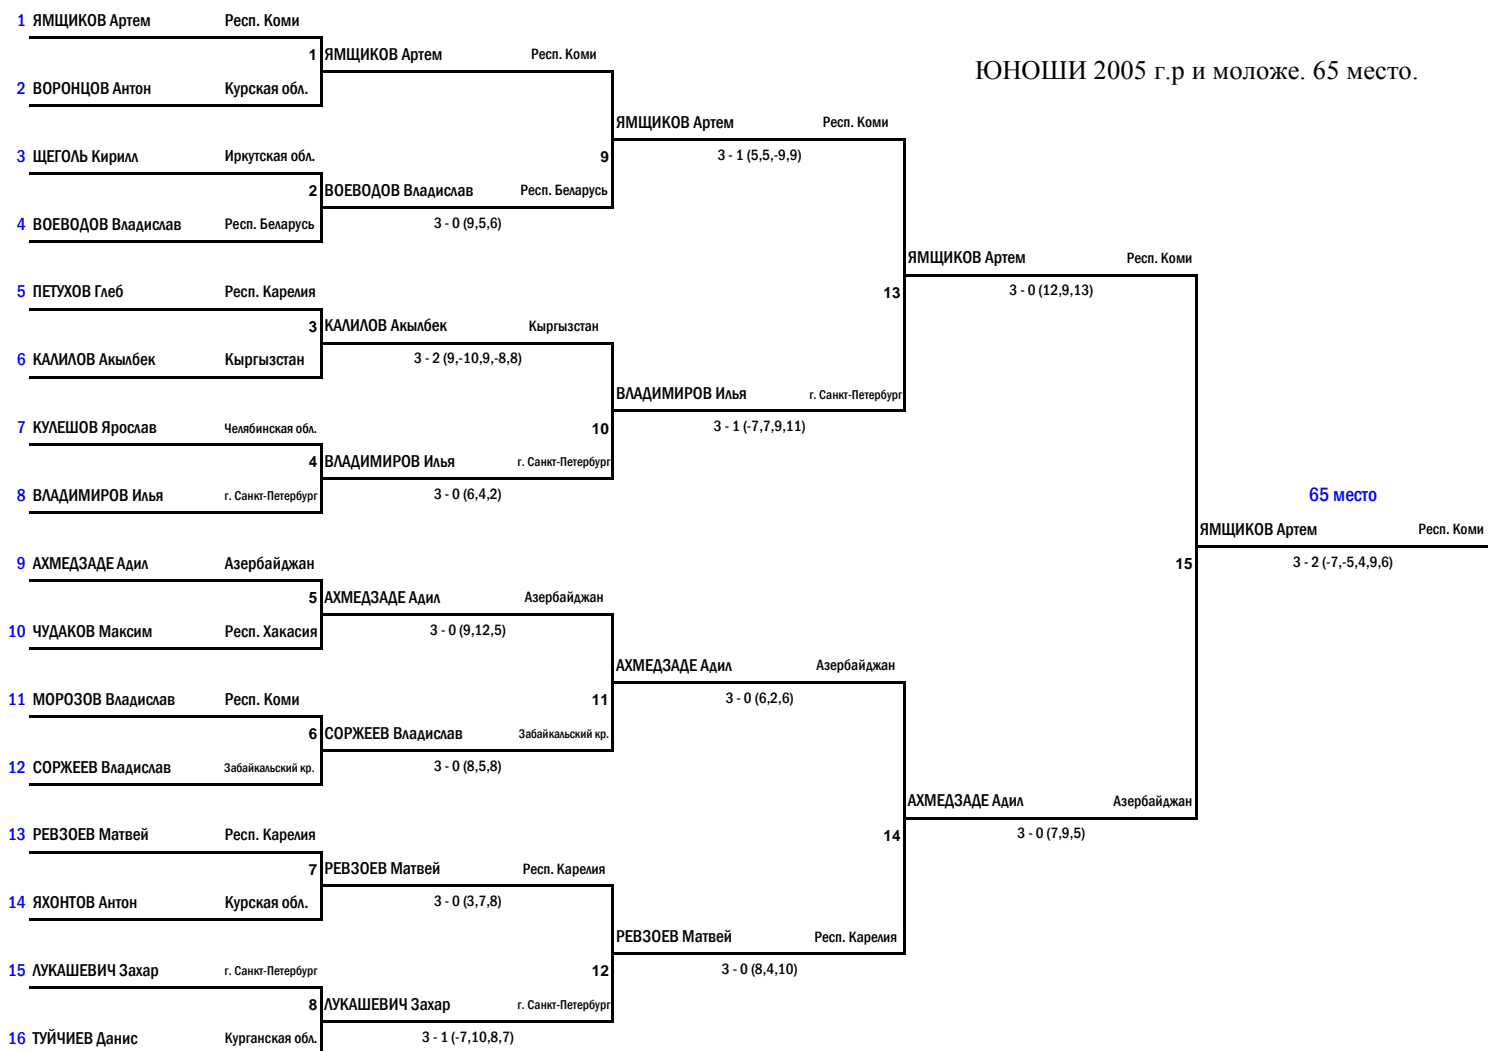 1 ЯМЩИКОВ Артем Респ. Коми
1 ЯМЩИКОВ Артем Респ. Коми
ЮНОШИ 2005 г.р и моложе. 65 место.
2 ВОРОНЦОВ Антон Курская обл.
ЯМЩИКОВ Артем Респ. Коми
3 ЩЕГОЛЬ Кирилл Иркутская обл. 9 3 - 1 (5,5,-9,9)
2 ВОЕВОДОВ Владислав Респ. Беларусь
4 ВОЕВОДОВ Владислав Респ. Беларусь 3 - 0 (9,5,6)
ЯМЩИКОВ Артем Респ. Коми
5 ПЕТУХОВ Глеб Респ. Карелия 13 3 - 0 (12,9,13)
3 КАЛИЛОВ Акылбек Кыргызстан
6 КАЛИЛОВ Акылбек Кыргызстан 3 - 2 (9,-10,9,-8,8)
ВЛАДИМИРОВ Илья г. Санкт-Петербург
7 КУЛЕШОВ Ярослав Челябинская обл. 10 3 - 1 (-7,7,9,11)
4 ВЛАДИМИРОВ Илья г. Санкт-Петербург
8 ВЛАДИМИРОВ Илья г. Санкт-Петербург 3 - 0 (6,4,2) 65 место
ЯМЩИКОВ Артем Респ. Коми
9 АХМЕДЗАДЕ Адил Азербайджан 15 3 - 2 (-7,-5,4,9,6)
5 АХМЕДЗАДЕ Адил Азербайджан
10 ЧУДАКОВ Максим Респ. Хакасия 3 - 0 (9,12,5)
АХМЕДЗАДЕ Адил Азербайджан
11 МОРОЗОВ Владислав Респ. Коми 11 3 - 0 (6,2,6)
6 СОРЖЕЕВ Владислав Забайкальский кр.
12 СОРЖЕЕВ Владислав Забайкальский кр. 3 - 0 (8,5,8)
АХМЕДЗАДЕ Адил Азербайджан
13 РЕВЗОЕВ Матвей Респ. Карелия 14 3 - 0 (7,9,5)
7 РЕВЗОЕВ Матвей Респ. Карелия
14 ЯХОНТОВ Антон Курская обл. 3 - 0 (3,7,8)
РЕВЗОЕВ Матвей Респ. Карелия
15 ЛУКАШЕВИЧ Захар г. Санкт-Петербург 12 3 - 0 (8,4,10)
8 ЛУКАШЕВИЧ Захар г. Санкт-Петербург
16 ТУЙЧИЕВ Данис Курганская обл. 3 - 1 (-7,10,8,7)